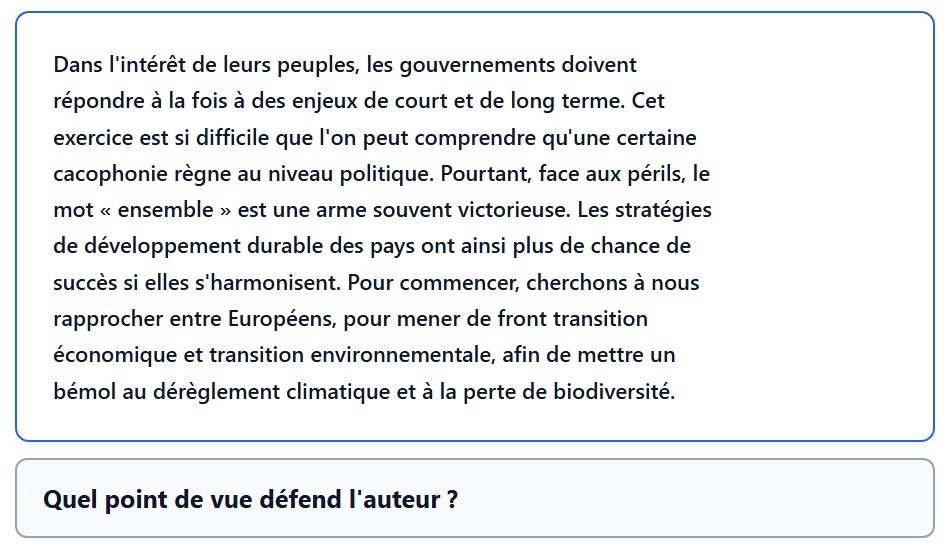 Dans l'intérêt de leurs peuples, les gouvernements doivent
répondre à la fois à des enjeux de court et de long terme. Cet
exercice est si difficile que l'on peut comprendre qu'une certaine
cacophonie règne au niveau politique. Pourtant, face aux périls, le
mot « ensemble » est une arme souvent victorieuse. Les stratégies
de développement durable des pays ont ainsi plus de chance de
succès si elles s'harmonisent. Pour commencer, cherchons à nous
rapprocher entre Européens, pour mener de front transition
économique et transition environnementale, afin de mettre un
bémol au dérèglement climatique et à la perte de biodiversité.
Quel point de vue défend l'auteur ?